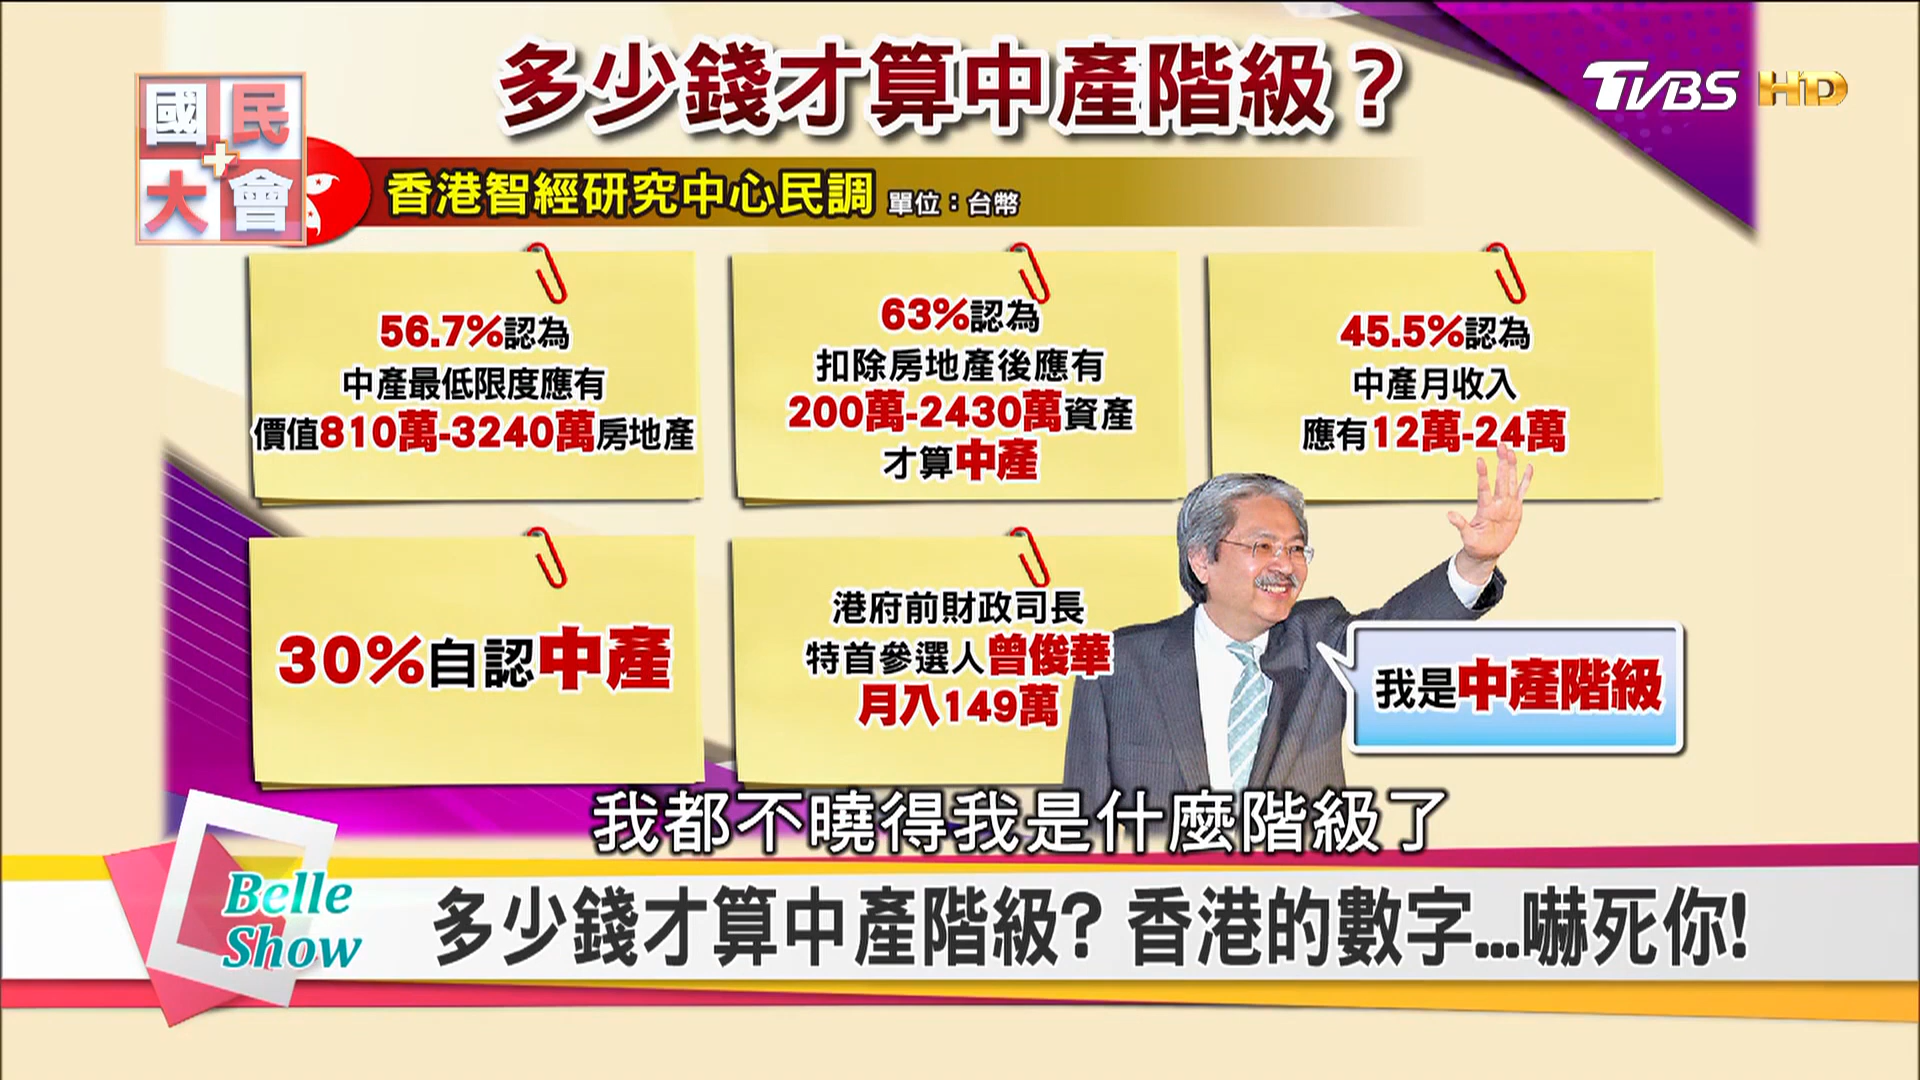 多少錢才算中產階級？
TVBS HD
國民
大會
香港智經研究中心民調 單位：台幣
56.7%認為
中產最低限度應有
價值810萬-3240萬房地產
63%認為
扣除房地產後應有
200萬-2430萬資產
才算中產
45.5%認為
中產月收入
應有12萬-24萬
30%自認中產
港府前財政司長
特首參選人曾俊華
月入149萬
我是中產階級
我都不曉得我是什麼階級了
Belle
Show
多少錢才算中產階級? 香港的數字...嚇死你!